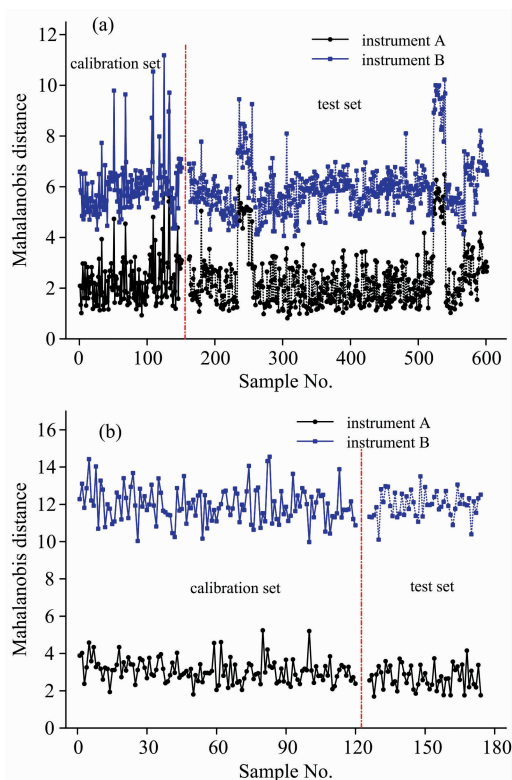 (a)
instrument A
instrument B
calibration set
test set
Mahalanobis distance
12
10
8
6
4
2
0
0 100 200 300 400 500 600
Sample No.
(b)
instrument A
instrument B
calibration set
test set
Mahalanobis distance
16
14
12
10
8
6
4
2
0
0 30 60 90 120 150 180
Sample No.